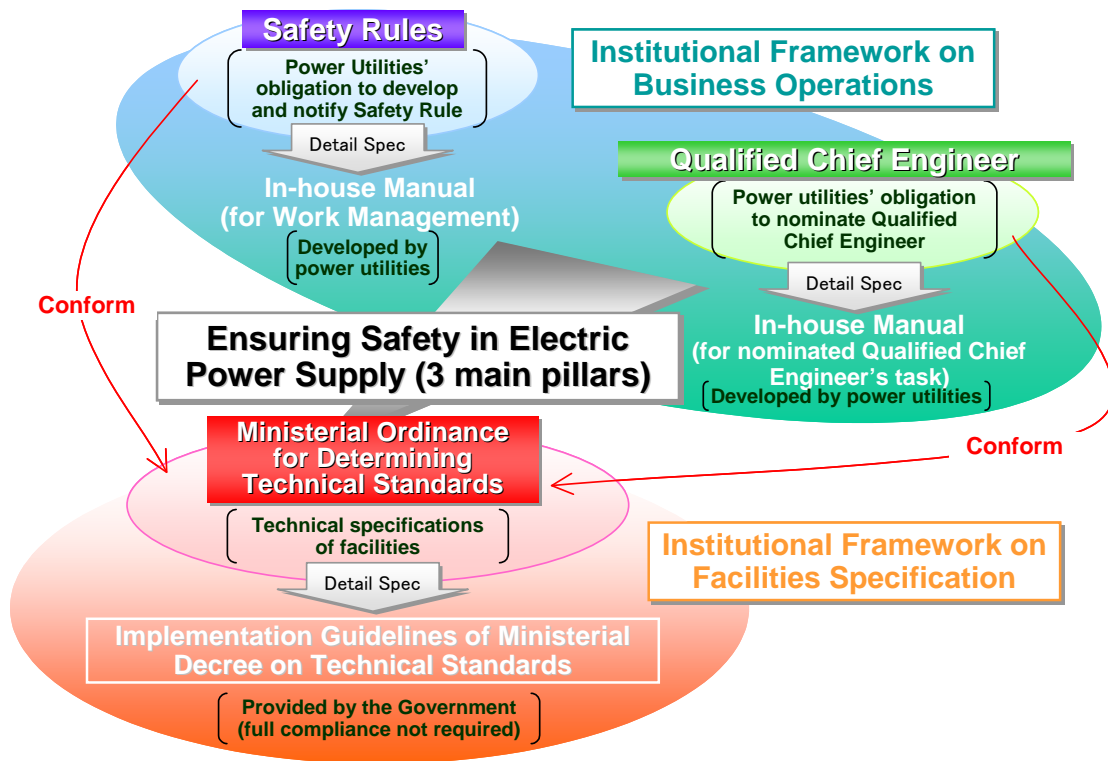 Safety Rules
Power Utilities'
obligation to develop
and notify Safety Rule
Detail Spec
In-house Manual
(for Work Management)
Developed by
power utilities
Institutional Framework on
Business Operations
Qualified Chief Engineer
Power utilities' obligation
to nominate Qualified
Chief Engineer
Detail Spec
In-house Manual
(for nominated Qualified Chief
Engineer's task)
Developed by power utilities
Conform
Ensuring Safety in Electric
Power Supply (3 main pillars)
Conform
Ministerial Ordinance
for Determining
Technical Standards
Technical specifications
of facilities
Detail Spec
Institutional Framework on
Facilities Specification
Implementation Guidelines of Ministerial
Decree on Technical Standards
Provided by the Government
(full compliance not required)